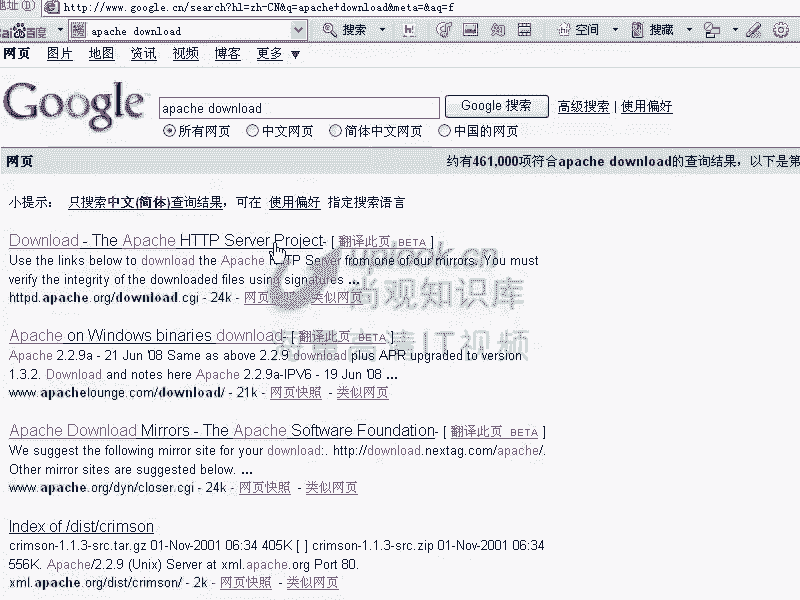 地址 http://www.google.cn/search?hl=zh-CN&q=apache+download&meta=&aq=f
Bai 百度 apache download 搜索 空间 搜藏
网页 图片 地图 资讯 视频 博客 更多 ▼
Google apache download Google 搜索 高级搜索 | 使用偏好
所有网页 中文网页 简体中文网页 中国的网页
网页 约有461,000项符合apache download的查询结果，以下是第
小提示： 只搜索中文(简体)查询结果，可在 使用偏好 指定搜索语言
Download - The Apache HTTP Server Project - [ 翻译此页 BETA ]
Use the links below to download the Apache HTTP Server from one of our mirrors. You must
verify the integrity of the downloaded files using signatures ...
httpd.apache.org/download.cgi - 24k - 网页快照 - 类似网页
uplook.cn
尚观知识库
Apache on Windows binaries download - [ 翻译此页 BETA ]
高清IT视频
Apache 2.2.9a - 21 Jun '08 Same as above 2.2.9 download plus APR upgraded to version
1.3.2. Download and notes here Apache 2.2.9a-IPV6 - 19 Jun '08 ...
www.apachelounge.com/download/ - 21k - 网页快照 - 类似网页
Apache Download Mirrors - The Apache Software Foundation - [ 翻译此页 BETA ]
We suggest the following mirror site for your download:. http://download.nextag.com/apache/.
Other mirror sites are suggested below. ...
www.apache.org/dyn/closer.cgi - 24k - 网页快照 - 类似网页
Index of /dist/crimson
crimson-1.1.3-src.tar.gz 01-Nov-2001 06:34 405K [ ] crimson-1.1.3-src.zip 01-Nov-2001 06:34
556K. Apache/2.2.9 (Unix) Server at xml.apache.org Port 80.
xml.apache.org/dist/crimson/ - 2k - 网页快照 - 类似网页